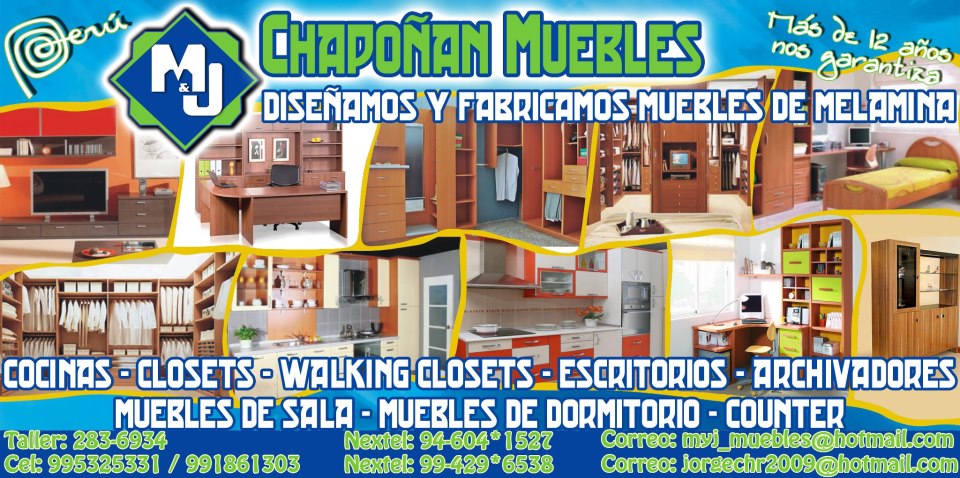 Perú
M&J
CHAPOÑAN MUEBLES
Más de 12 años
nos garantiza
DISEÑAMOS Y FABRICAMOS MUEBLES DE MELAMINA
COCINAS - CLOSETS - WALKING CLOSETS - ESCRITORIOS - ARCHIVADORES
MUEBLES DE SALA - MUEBLES DE DORMITORIO - COUNTER
Taller: 283-6934
Nextel: 94-604*1527
Correo: myj_muebles@hotmail.com
Cel: 995325331 / 991861303
Nextel: 99-429*6538
Correo: jorgechr2009@hotmail.com